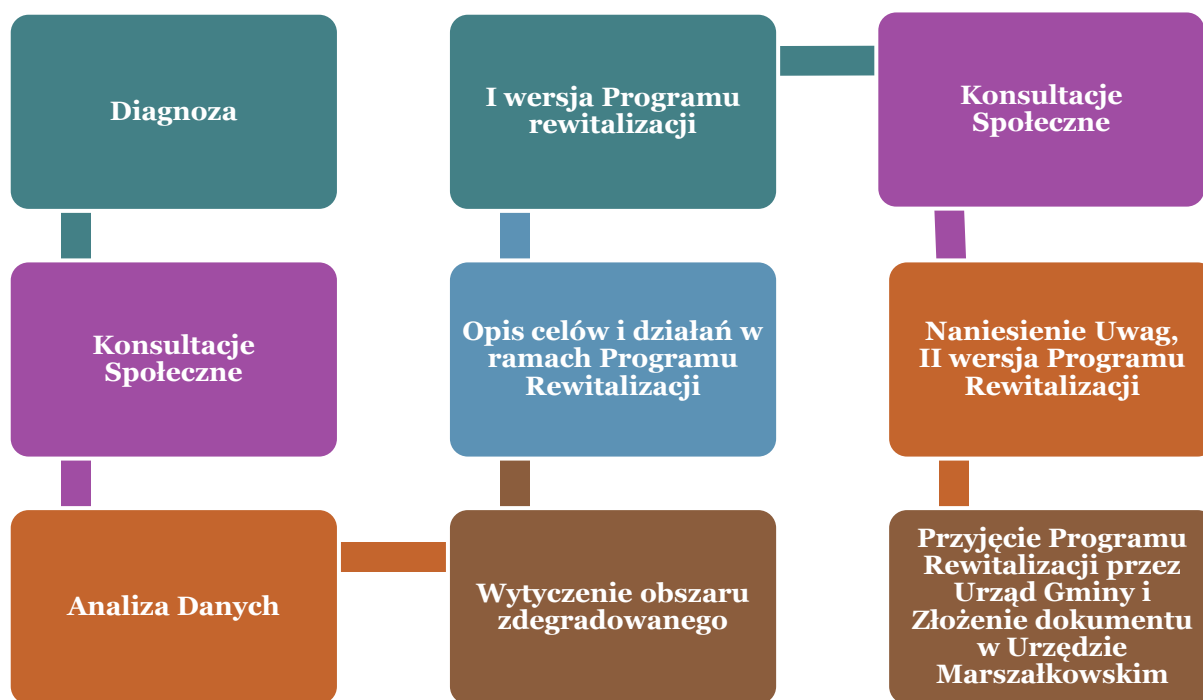 Diagnoza
Konsultacje
Społeczne
Analiza Danych
Wytyczenie obszaru
zdegradowanego
Opis celów i działań w
ramach Programu
Rewitalizacji
I wersja Programu
rewitalizacji
Konsultacje
Społeczne
Naniesienie Uwag,
II wersja Programu
Rewitalizacji
Przyjęcie Programu
Rewitalizacji przez
Urząd Gminy i
Złożenie dokumentu
w Urzędzie
Marszałkowskim